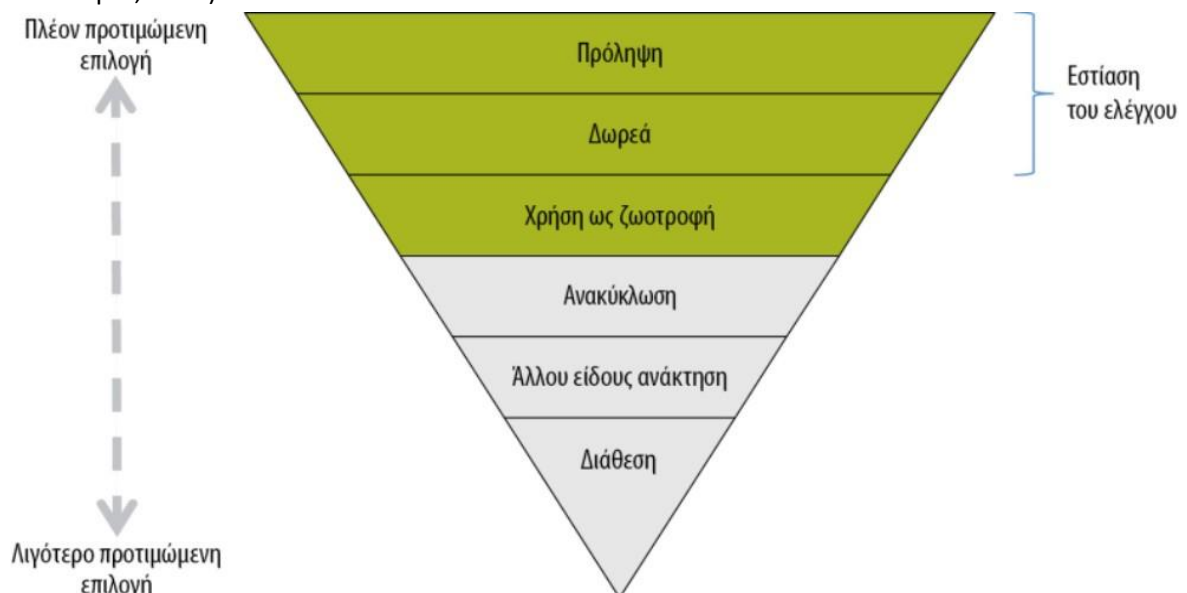 Πλέον προτιμώμενη
επιλογή
Πρόληψη
Εστίαση
του ελέγχου
Δωρεά
Χρήση ως ζωοτροφή
Ανακύκλωση
Άλλου είδους ανάκτηση
Διάθεση
Λιγότερο προτιμώμενη
επιλογή